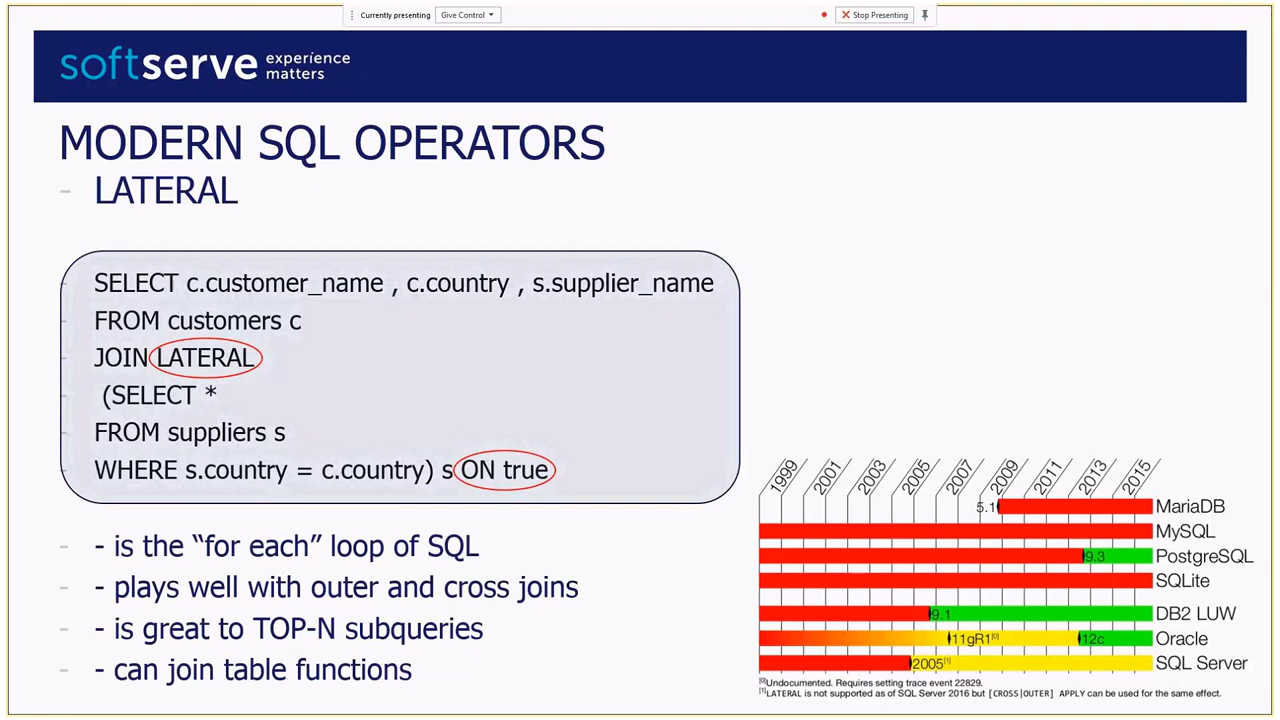 Currently presenting Give Control Stop Presenting
softserve experience matters
MODERN SQL OPERATORS
- LATERAL
SELECT c.customer_name , c.country , s.supplier_name
FROM customers c
JOIN LATERAL
(SELECT *
FROM suppliers s
WHERE s.country = c.country) s ON true
- - is the “for each” loop of SQL
- - plays well with outer and cross joins
- - is great to TOP-N subqueries
- - can join table functions
1999 2001 2003 2005 2007 2009 2011 2013 2015
5.1 MariaDB
MySQL
9.3 PostgreSQL
SQLite
9.1 DB2 LUW
11gR1[0] 12c Oracle
2005[1] SQL Server
[0]Undocumented. Requires setting trace event 22829.
[1]LATERAL is not supported as of SQL Server 2016 but [CROSS|OUTER] APPLY can be used for the same effect.